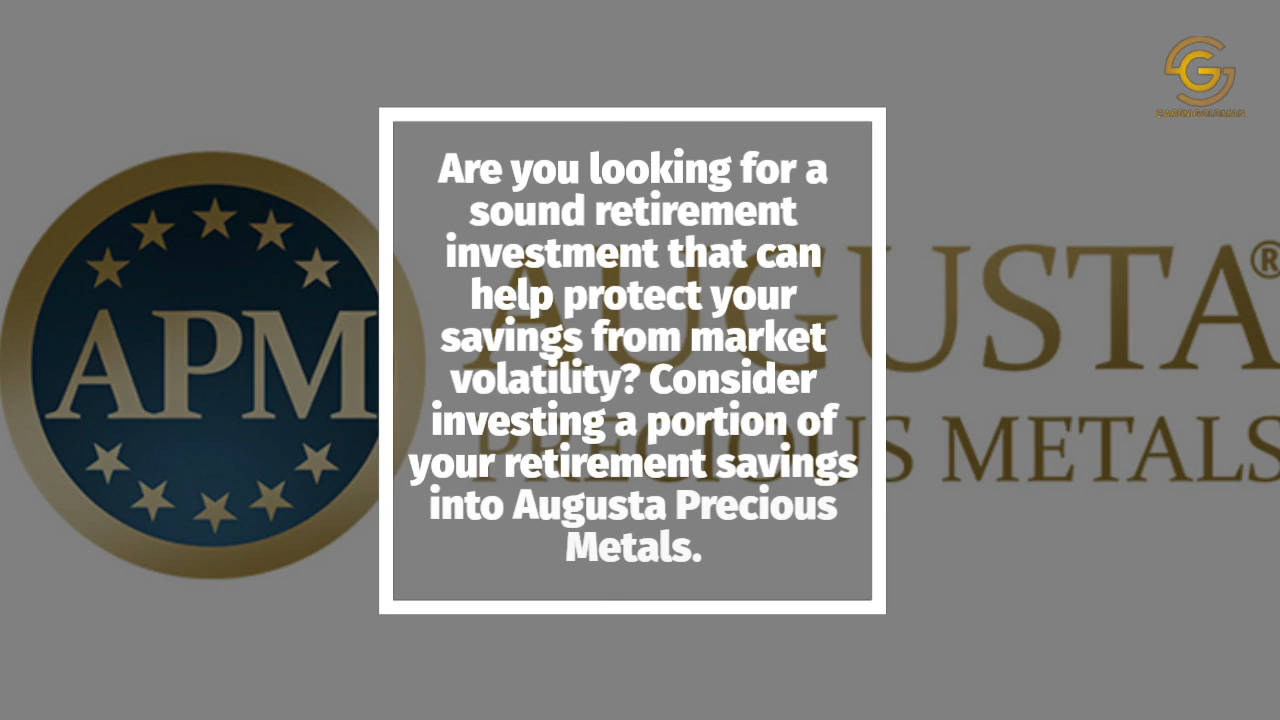 Are you looking for a
sound retirement
investment that can
help protect your
savings from market
volatility? Consider
investing a portion of
your retirement savings
into Augusta Precious
Metals.
APM
AUGUSTA®
PRECIOUS METALS